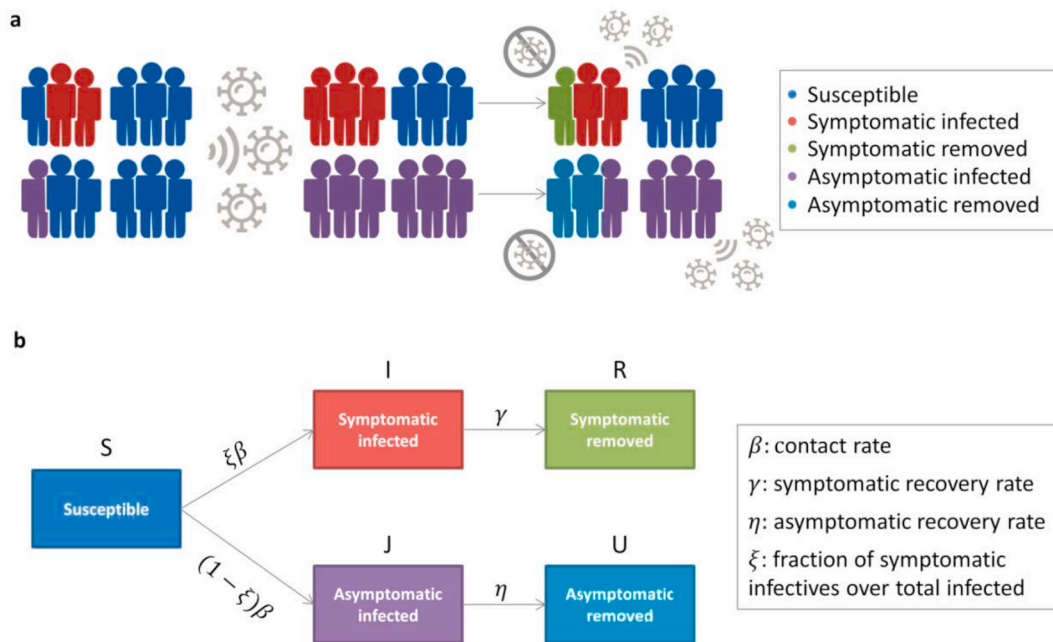 a
Susceptible
Symptomatic infected
Symptomatic removed
Asymptomatic infected
Asymptomatic removed
b
I
R
S
Symptomatic
infected
γ
Symptomatic
removed
ξβ
Susceptible
(1 − ξ)β
J
U
Asymptomatic
infected
η
Asymptomatic
removed
β: contact rate
γ: symptomatic recovery rate
η: asymptomatic recovery rate
ξ: fraction of symptomatic
infectives over total infected